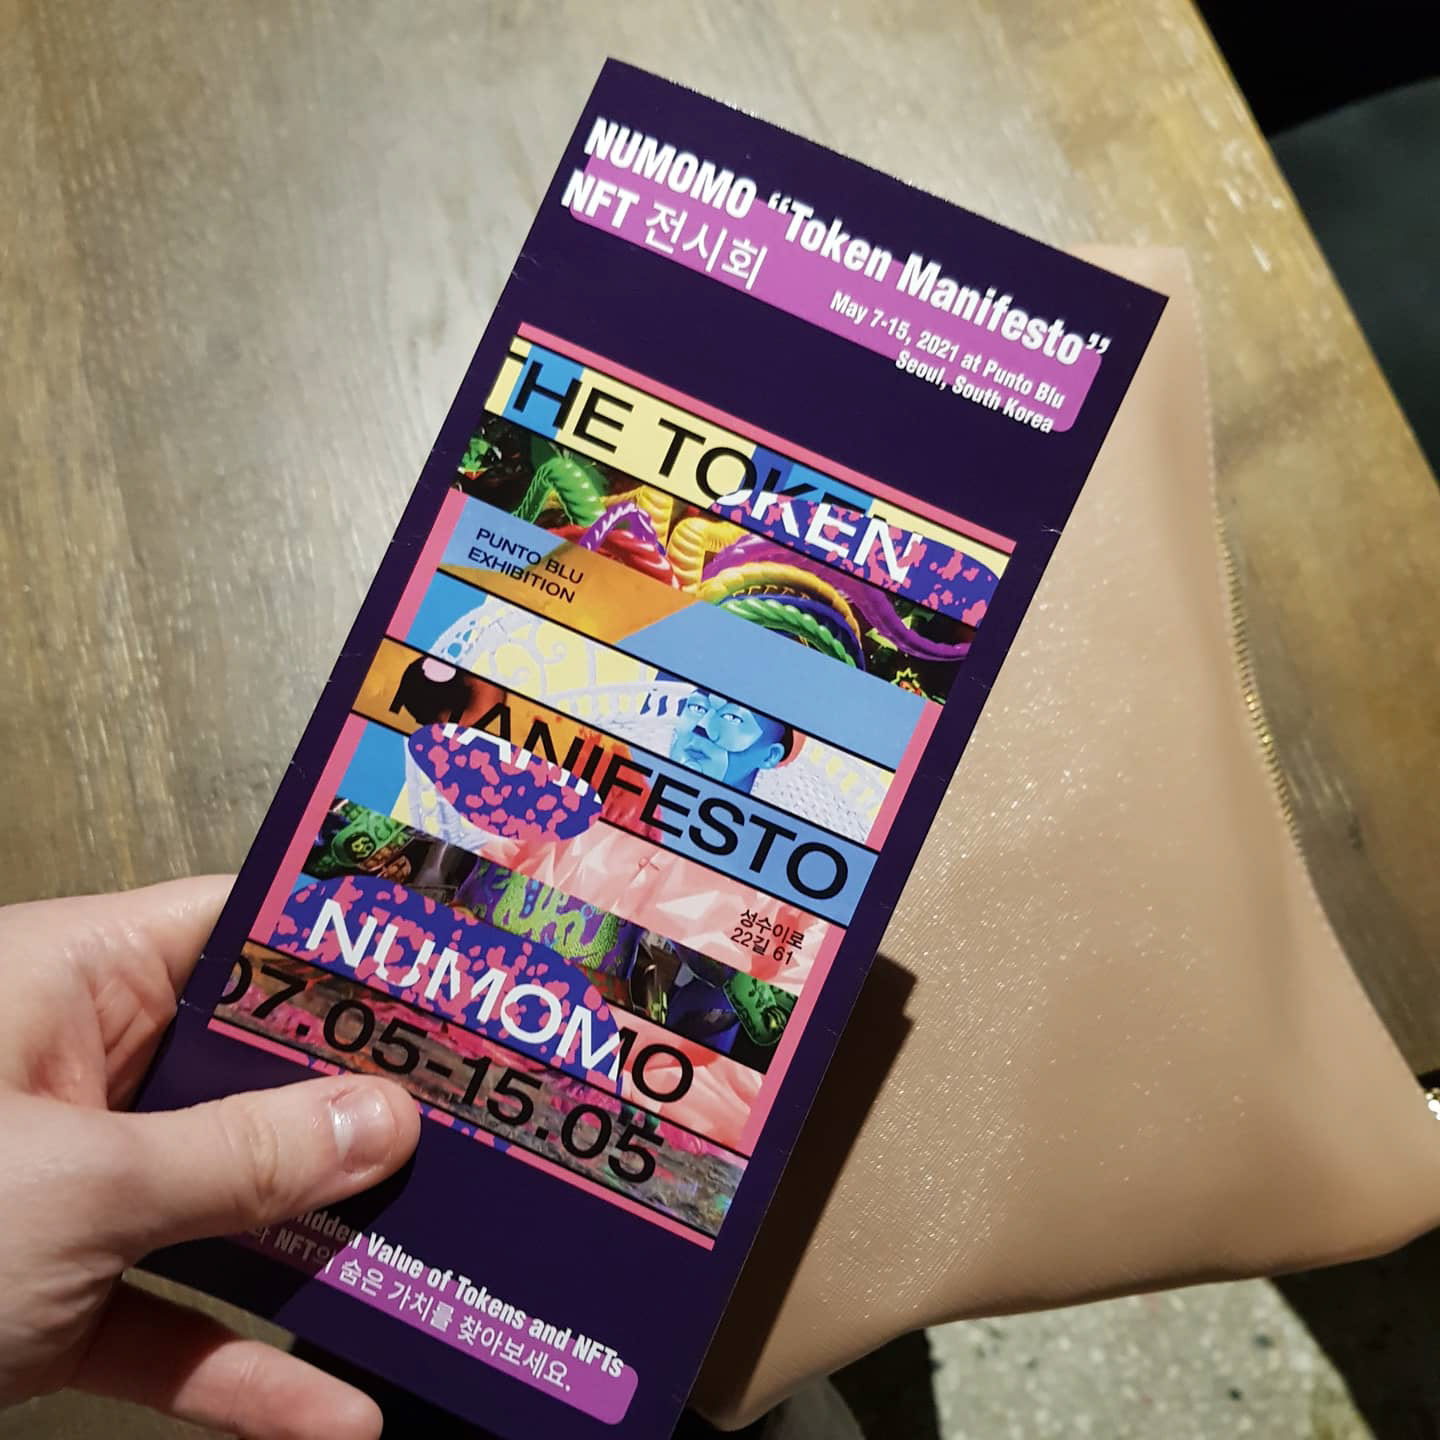 NUMOMO “Token Manifesto”
NFT 전시회
May 7-15, 2021 at Punto Blu
Seoul, South Korea
THE TOKEN
PUNTO BLU
EXHIBITION
MANIFESTO
성수이로
22길 61
NUMOMO
07.05-15.05
Value of Tokens and NFTs
NFT의 숨은 가치를 찾아보세요.